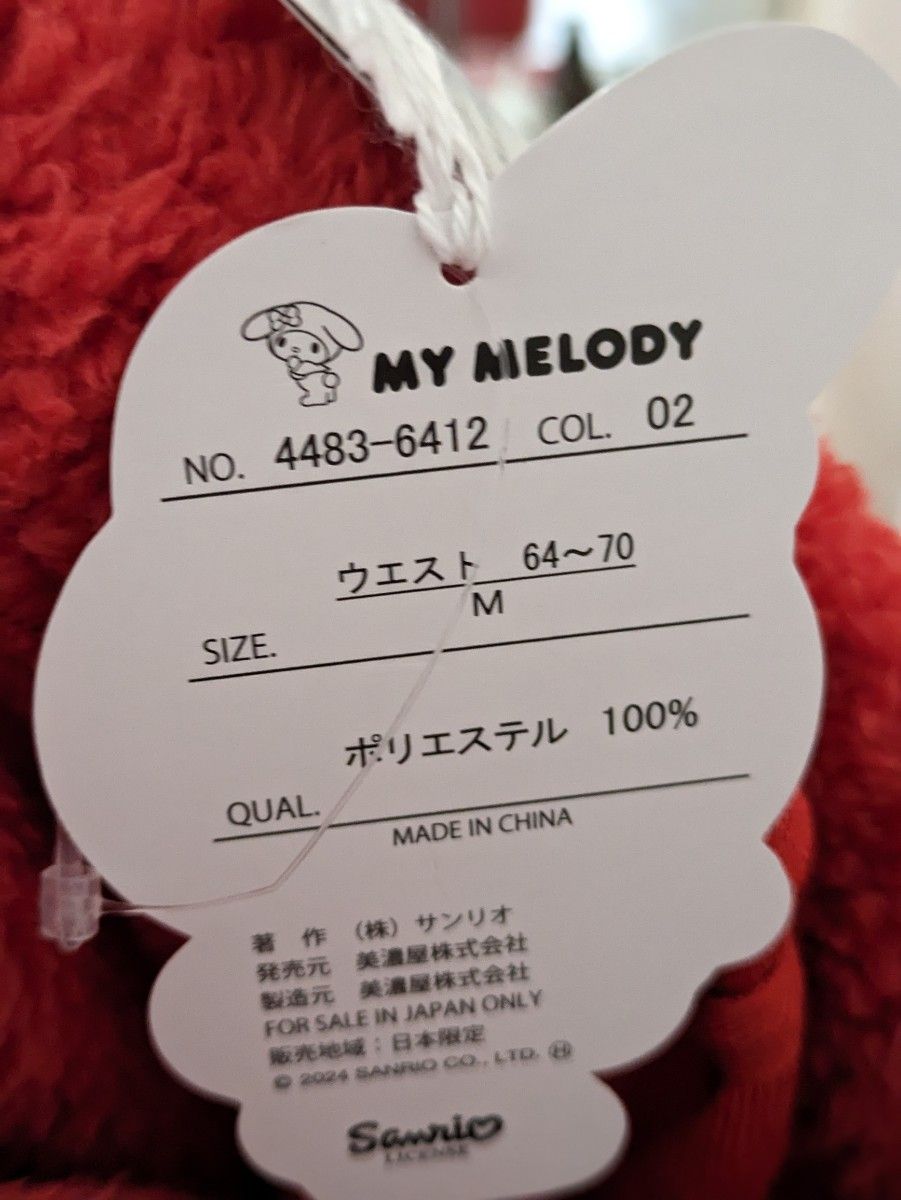 MY MELODY
NO. 4483-6412 COL. 02
ウエスト 64～70
M
SIZE.
ポリエステル 100%
QUAL.
MADE IN CHINA
著 作 (株) サンリオ
発売元 美濃屋株式会社
製造元 美濃屋株式会社
FOR SALE IN JAPAN ONLY
販売地域：日本限定
© 2024 SANRIO CO., LTD. Ⓗ
Sanrio
LICENSE